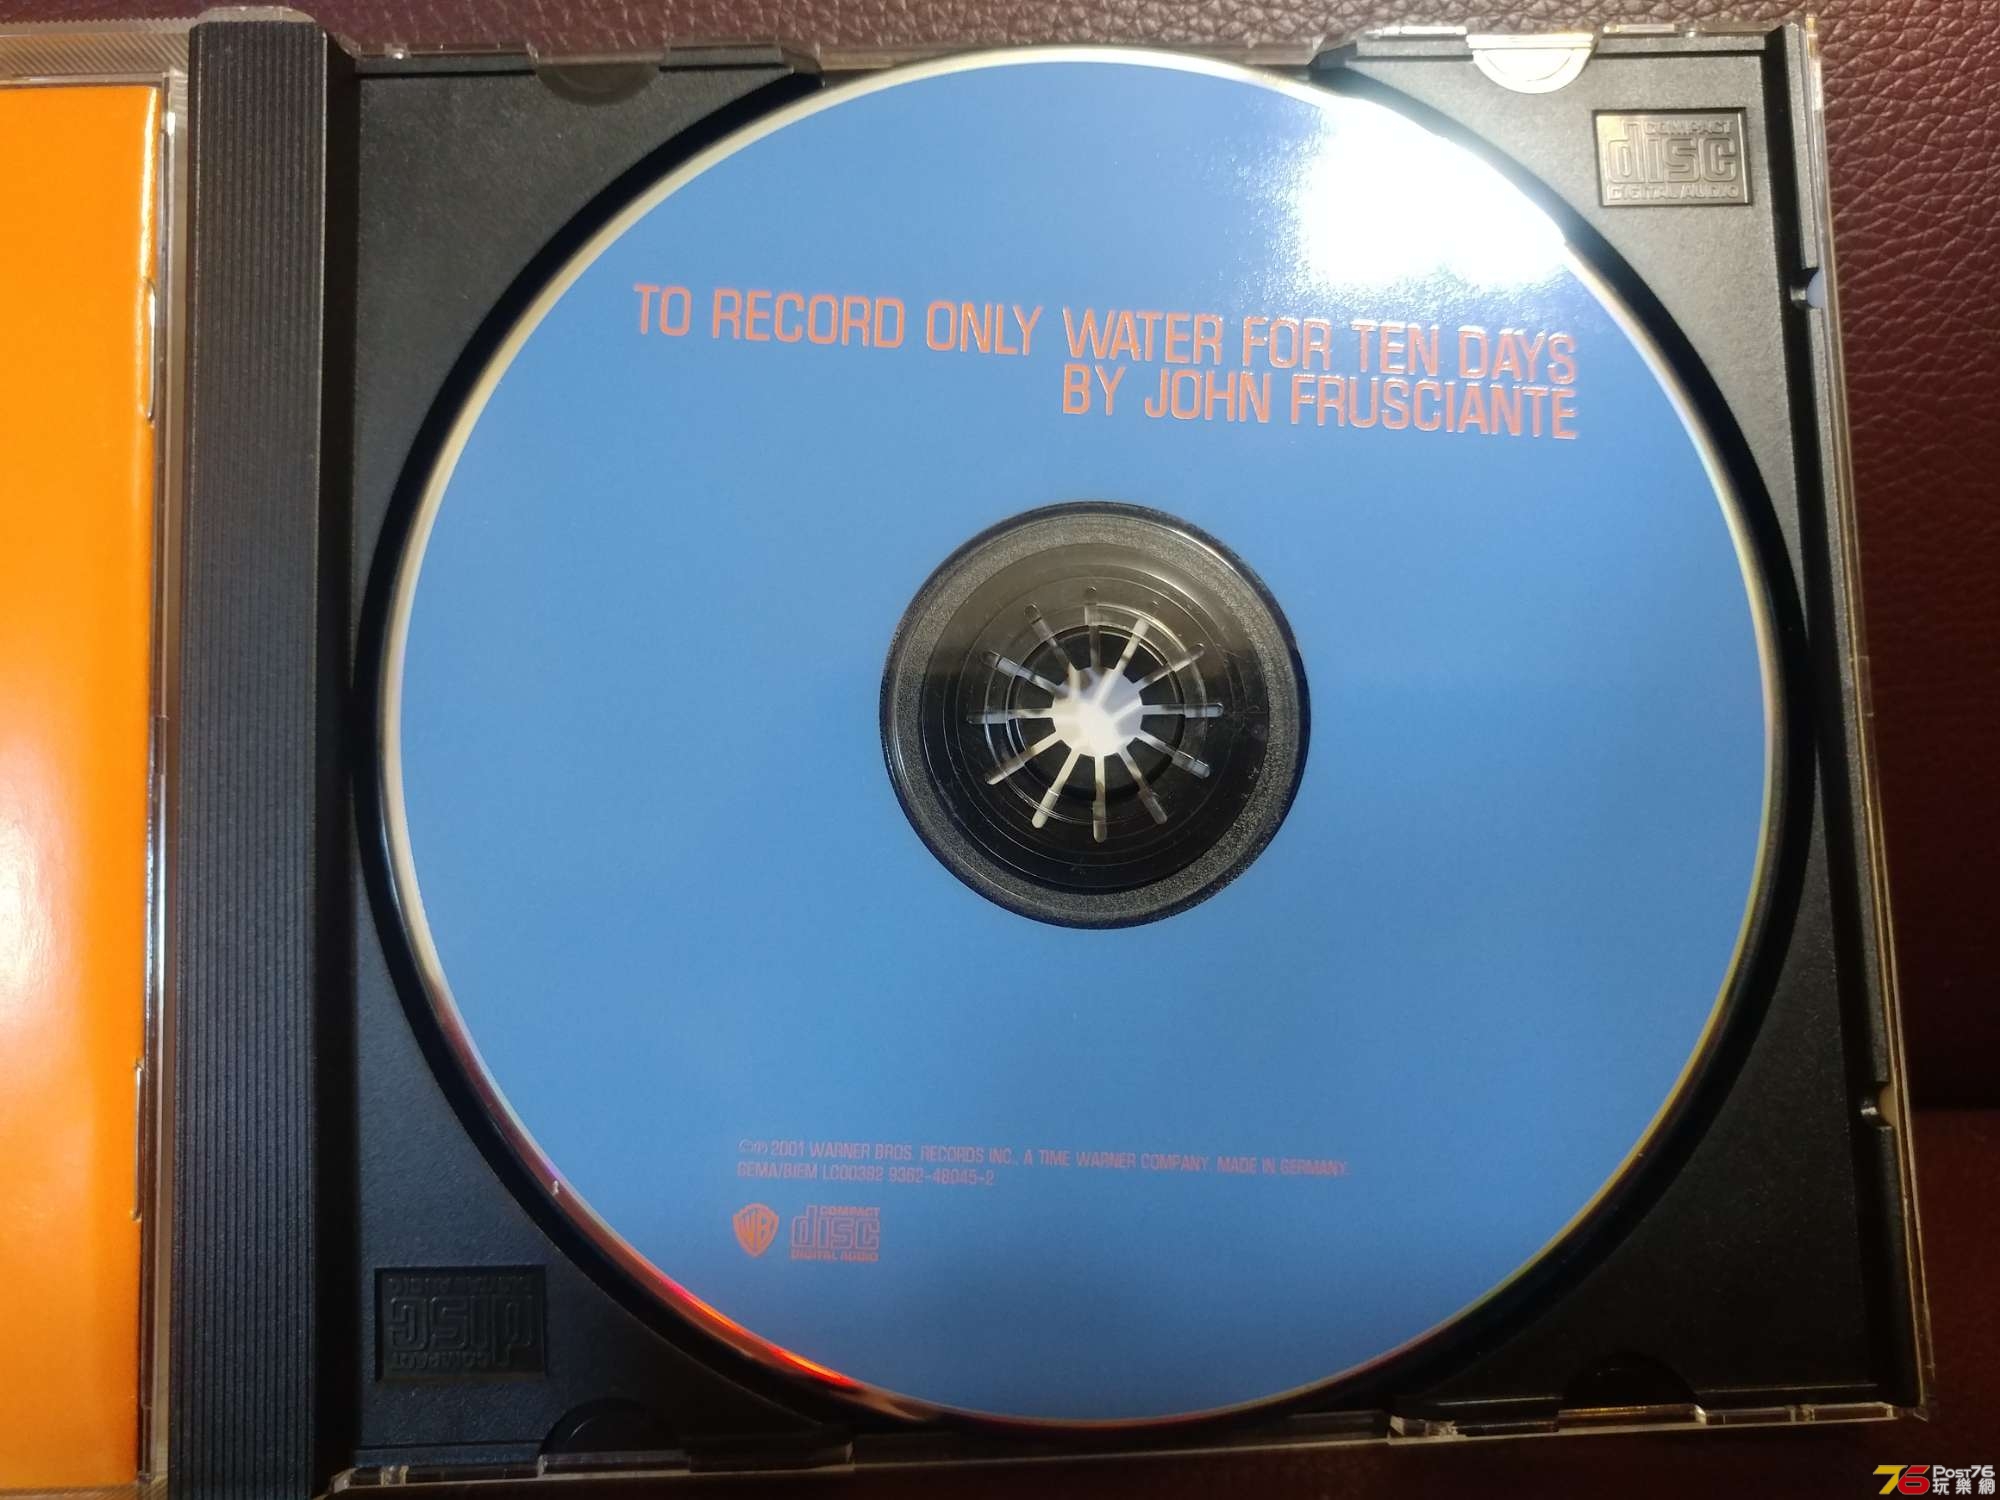 COMPACT
disc
DIGITAL AUDIO
TO RECORD ONLY WATER FOR TEN DAYS
BY JOHN FRUSCIANTE
©℗ 2001 WARNER BROS. RECORDS INC., A TIME WARNER COMPANY. MADE IN GERMANY.
GEMA/BIEM LC00392 9362-48045-2
WB
COMPACT
disc
DIGITAL AUDIO
COMPACT
disc
DIGITAL AUDIO
76 Post76
玩樂網